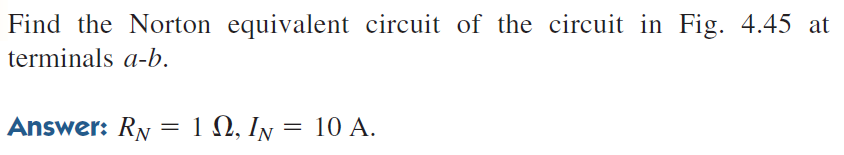 Find the Norton equivalent circuit of the circuit in Fig. 4.45 at
terminals a-b.
Answer: R_N = 1 Ω, I_N = 10 A.